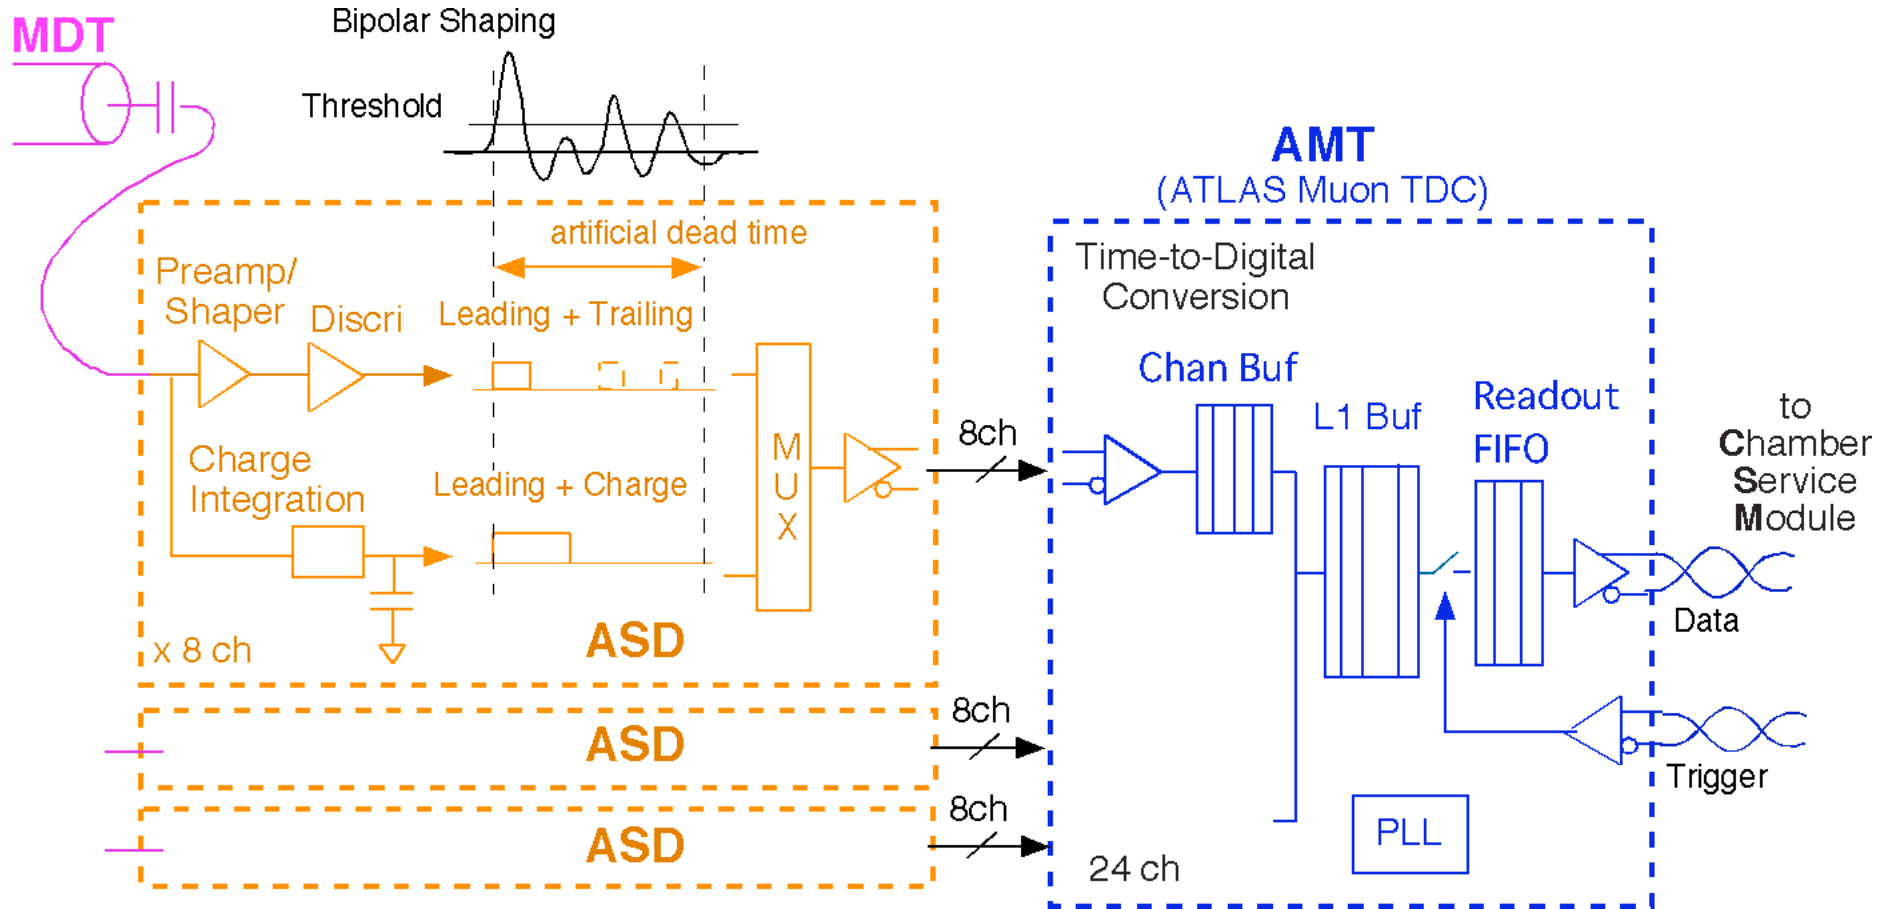 MDT
Bipolar Shaping
Threshold
AMT
(ATLAS Muon TDC)
artificial dead time
Preamp/
Shaper
Discri
Leading + Trailing
Time-to-Digital
Conversion
Chan Buf
L1 Buf
Readout
FIFO
to
Chamber
Service
Module
8ch
MUX
Charge
Integration
Leading + Charge
Data
x 8 ch
ASD
8ch
ASD
Trigger
8ch
ASD
PLL
24 ch